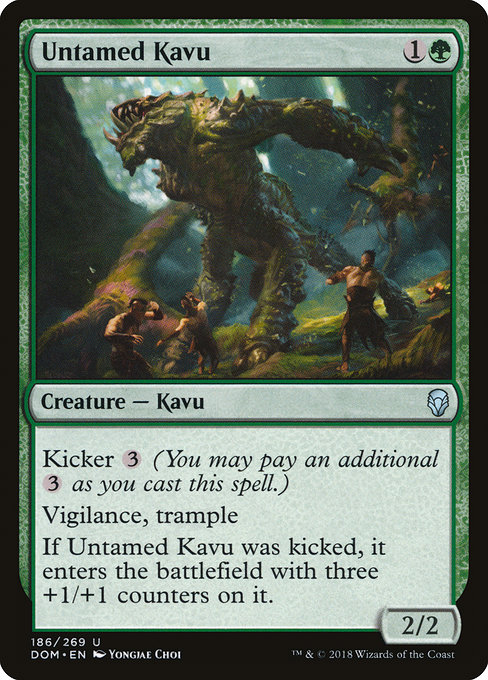 Untamed Kavu 1
Creature — Kavu
Kicker 3 (You may pay an additional
3 as you cast this spell.)
Vigilance, trample
If Untamed Kavu was kicked, it
enters the battlefield with three
+1/+1 counters on it.
2/2
186/269 U
DOM • EN Yongjae Choi ™ & © 2018 Wizards of the Coast